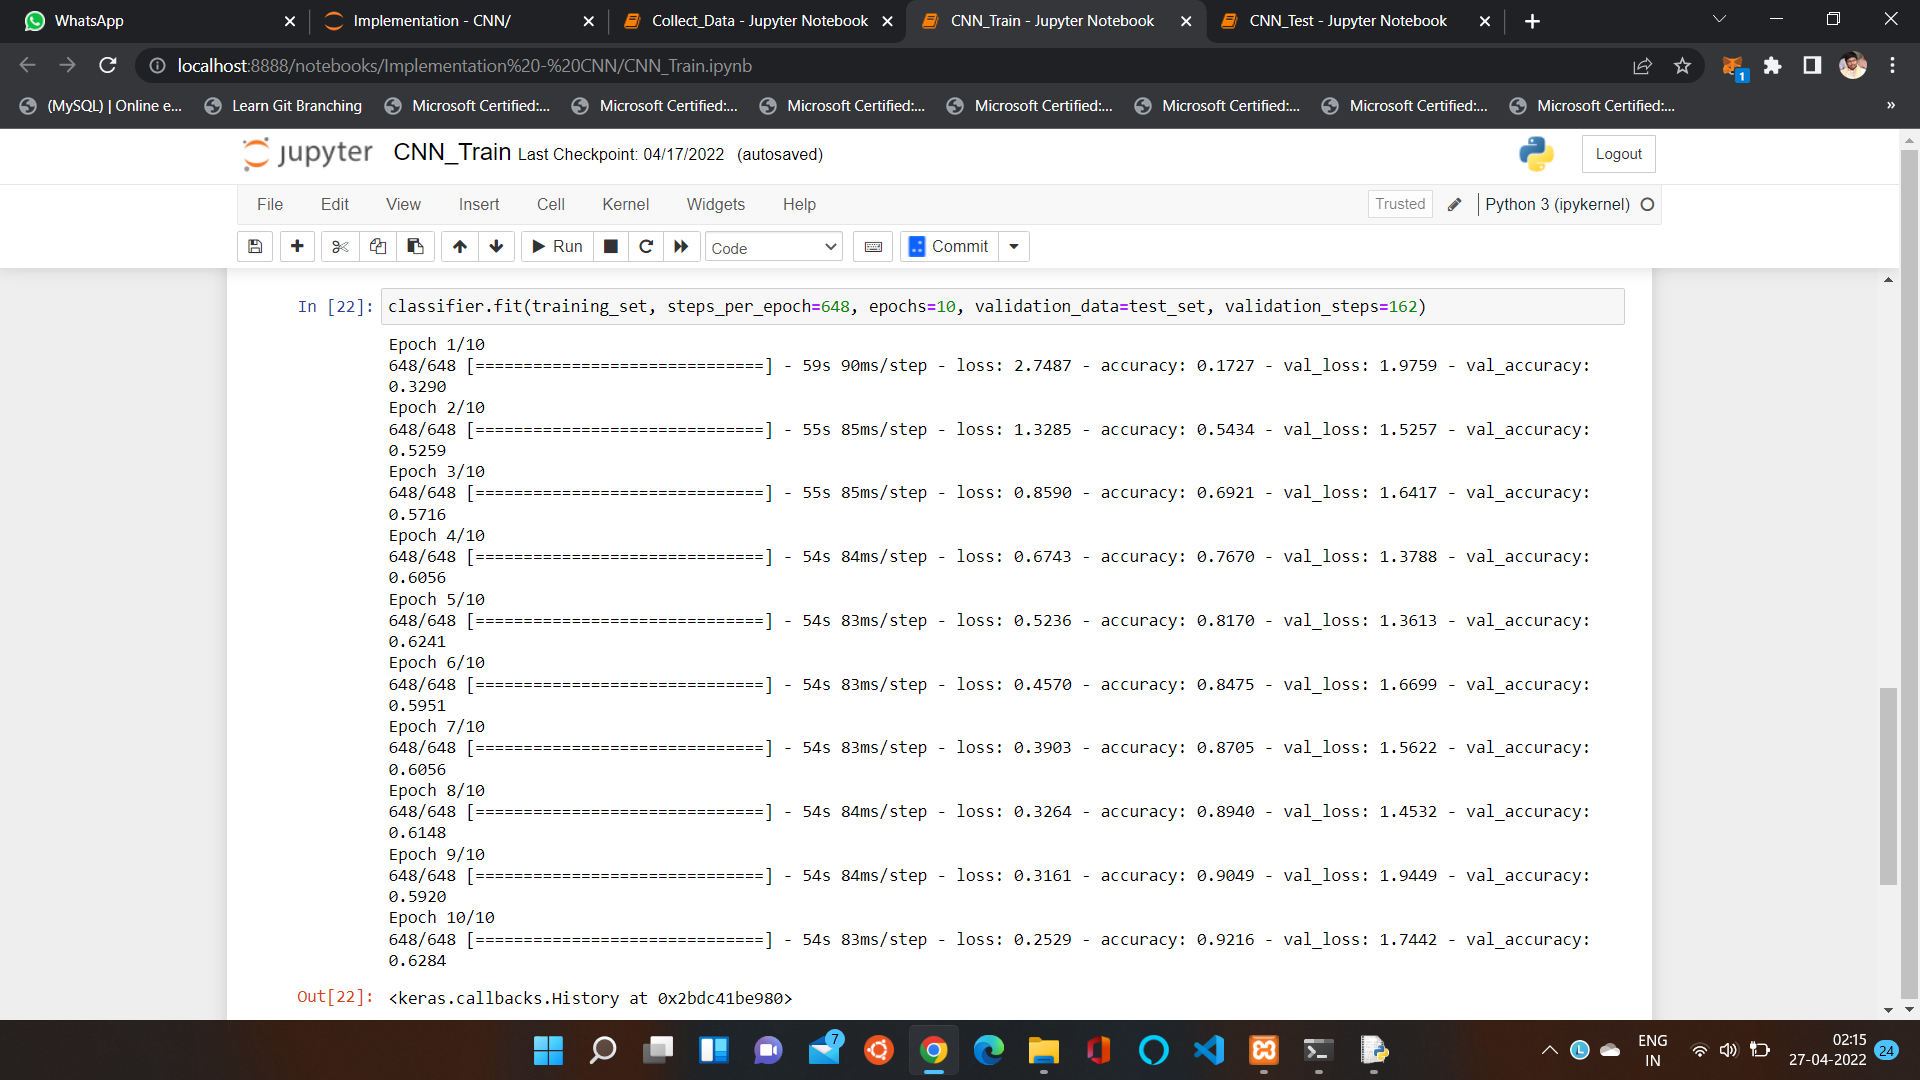 WhatsApp
Implementation - CNN/
Collect_Data - Jupyter Notebook
CNN_Train - Jupyter Notebook
CNN_Test - Jupyter Notebook
localhost:8888/notebooks/Implementation%20-%20CNN/CNN_Train.ipynb
1
(MySQL) | Online e...
Learn Git Branching
Microsoft Certified:...
Microsoft Certified:...
Microsoft Certified:...
Microsoft Certified:...
Microsoft Certified:...
Microsoft Certified:...
Microsoft Certified:...
»
jupyter CNN_Train Last Checkpoint: 04/17/2022 (autosaved)
Logout
File Edit View Insert Cell Kernel Widgets Help
Trusted
Python 3 (ipykernel)
Run
Code
Commit
In [22]: classifier.fit(training_set, steps_per_epoch=648, epochs=10, validation_data=test_set, validation_steps=162)
Epoch 1/10
648/648 [==============================] - 59s 90ms/step - loss: 2.7487 - accuracy: 0.1727 - val_loss: 1.9759 - val_accuracy:
0.3290
Epoch 2/10
648/648 [==============================] - 55s 85ms/step - loss: 1.3285 - accuracy: 0.5434 - val_loss: 1.5257 - val_accuracy:
0.5259
Epoch 3/10
648/648 [==============================] - 55s 85ms/step - loss: 0.8590 - accuracy: 0.6921 - val_loss: 1.6417 - val_accuracy:
0.5716
Epoch 4/10
648/648 [==============================] - 54s 84ms/step - loss: 0.6743 - accuracy: 0.7670 - val_loss: 1.3788 - val_accuracy:
0.6056
Epoch 5/10
648/648 [==============================] - 54s 83ms/step - loss: 0.5236 - accuracy: 0.8170 - val_loss: 1.3613 - val_accuracy:
0.6241
Epoch 6/10
648/648 [==============================] - 54s 83ms/step - loss: 0.4570 - accuracy: 0.8475 - val_loss: 1.6699 - val_accuracy:
0.5951
Epoch 7/10
648/648 [==============================] - 54s 83ms/step - loss: 0.3903 - accuracy: 0.8705 - val_loss: 1.5622 - val_accuracy:
0.6056
Epoch 8/10
648/648 [==============================] - 54s 84ms/step - loss: 0.3264 - accuracy: 0.8940 - val_loss: 1.4532 - val_accuracy:
0.6148
Epoch 9/10
648/648 [==============================] - 54s 84ms/step - loss: 0.3161 - accuracy: 0.9049 - val_loss: 1.9449 - val_accuracy:
0.5920
Epoch 10/10
648/648 [==============================] - 54s 83ms/step - loss: 0.2529 - accuracy: 0.9216 - val_loss: 1.7442 - val_accuracy:
0.6284
Out[22]: <keras.callbacks.History at 0x2bdc41be980>
7
L
ENG
IN
02:15
27-04-2022
24